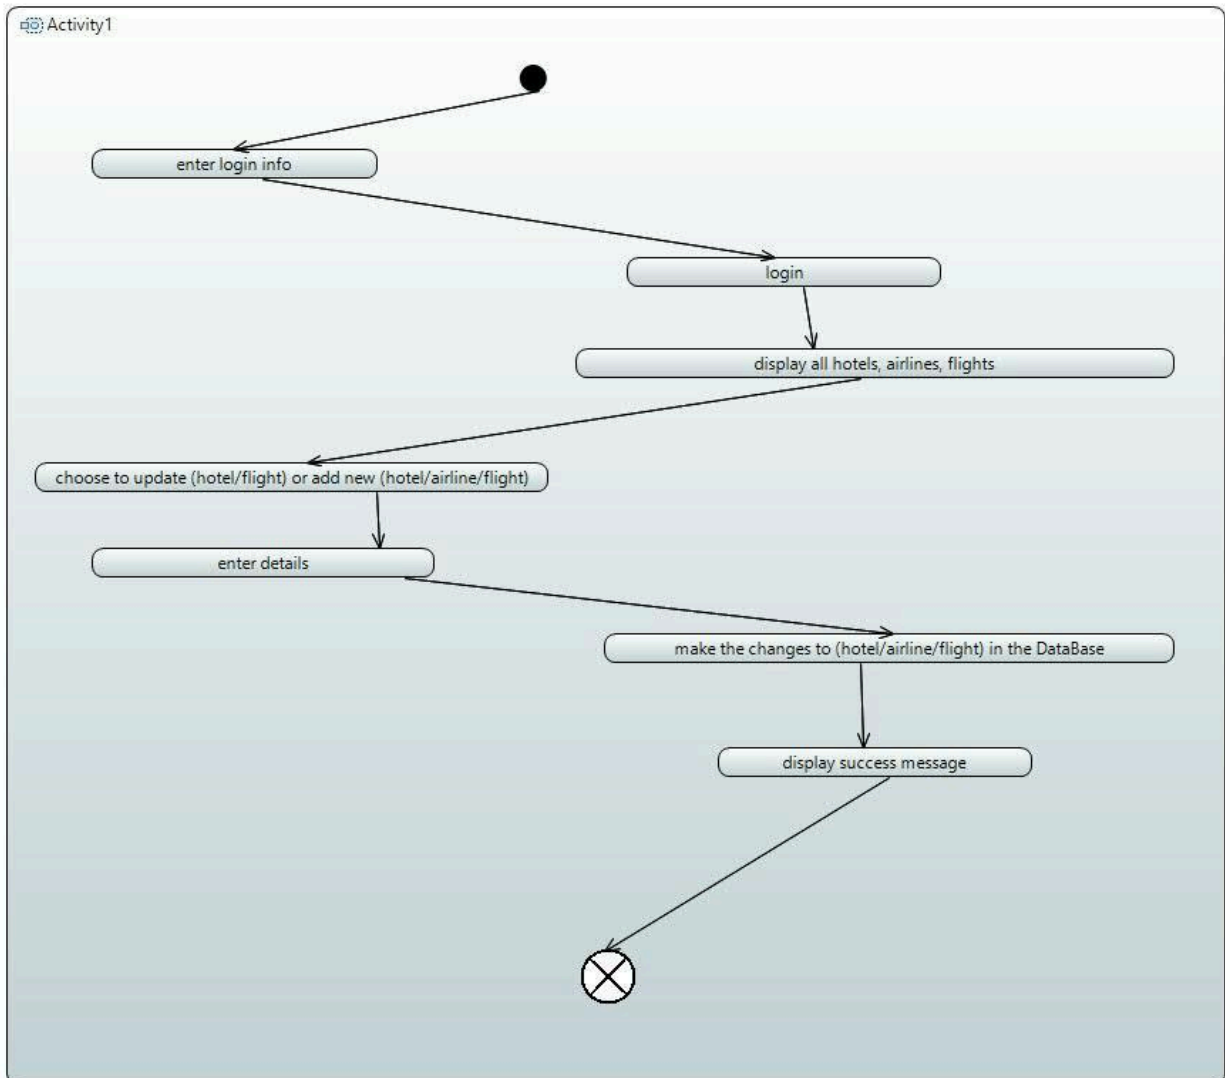 Activity1
enter login info
login
display all hotels, airlines, flights
choose to update (hotel/flight) or add new (hotel/airline/flight)
enter details
make the changes to (hotel/airline/flight) in the DataBase
display success message